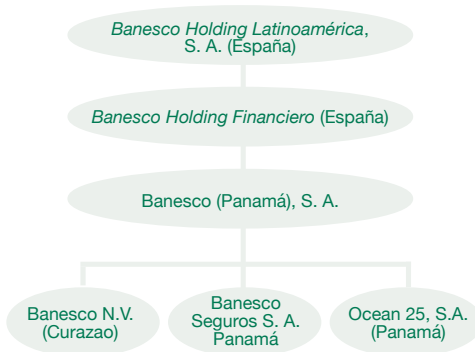 Banesco Holding Latinoamérica,
S. A. (España)
Banesco Holding Financiero (España)
Banesco (Panamá), S. A.
Banesco N.V.
(Curazao)
Banesco
Seguros S. A.
Panamá
Ocean 25, S.A.
(Panamá)